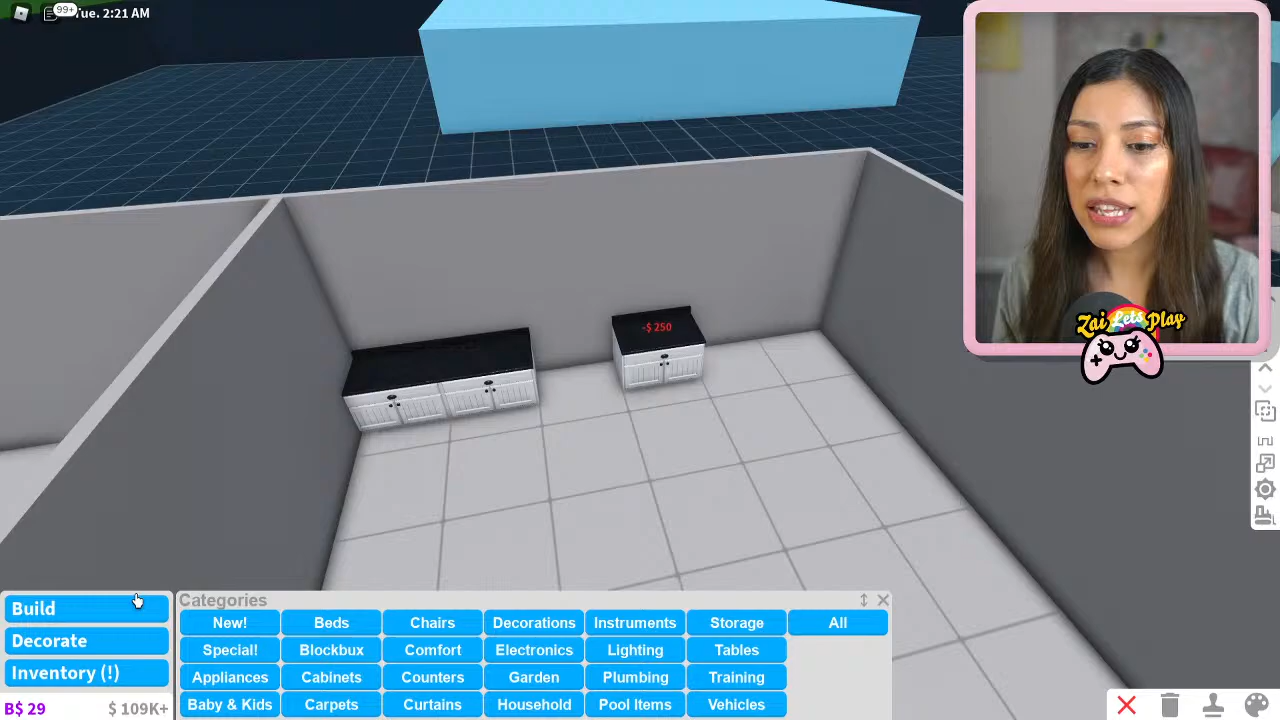 99+
Tue. 2:21 AM
Zai Lets Play
-$ 250
Build
Decorate
Inventory (!)
B$ 29
$ 109K+
Categories
New! Beds Chairs Decorations Instruments Storage All
Special! Blockbux Comfort Electronics Lighting Tables
Appliances Cabinets Counters Garden Plumbing Training
Baby & Kids Carpets Curtains Household Pool Items Vehicles